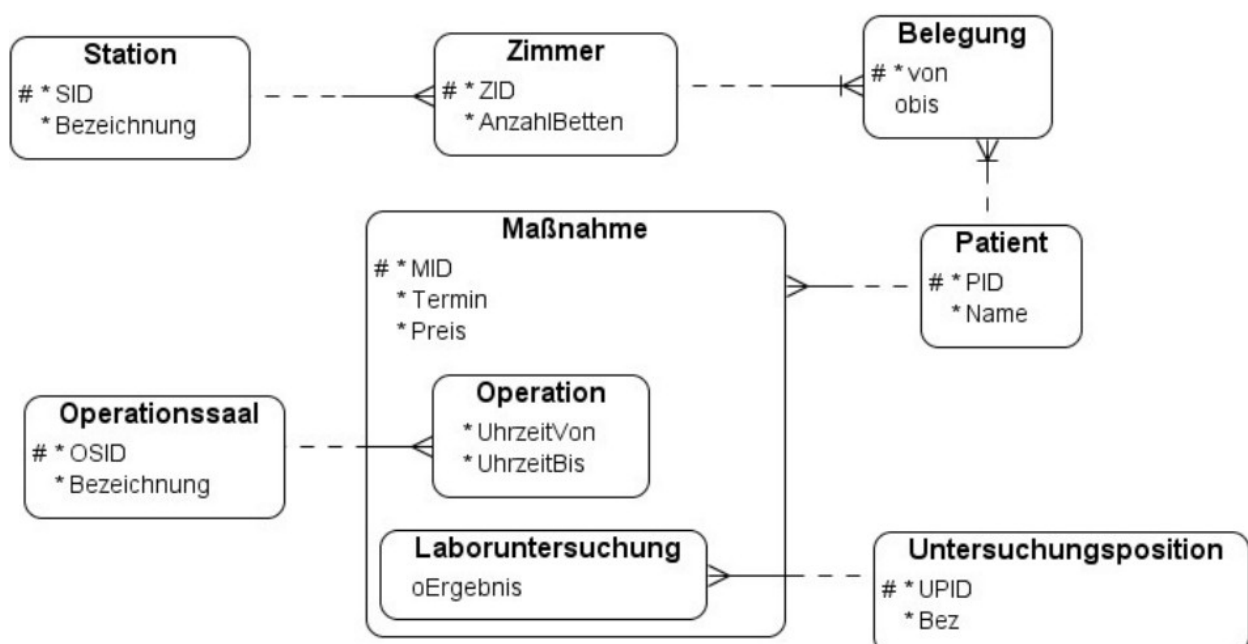 Station
# * SID
* Bezeichnung
Zimmer
# * ZID
* AnzahlBetten
Belegung
# * von
obis
Maßnahme
# * MID
* Termin
* Preis
Patient
# * PID
* Name
Operationssaal
# * OSID
* Bezeichnung
Operation
* UhrzeitVon
* UhrzeitBis
Laboruntersuchung
oErgebnis
Untersuchungsposition
# * UPID
* Bez